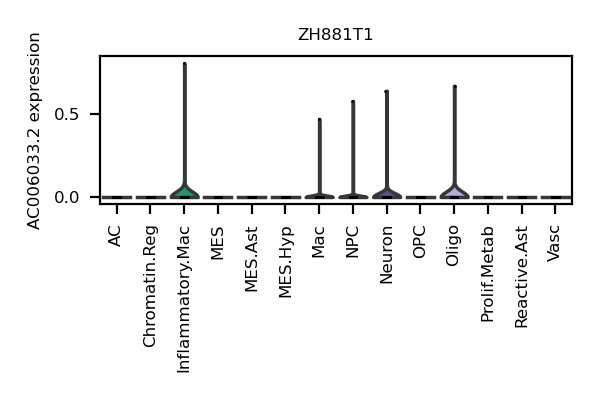 ZH881T1
AC006033.2 expression
0.5
0.0
AC
Chromatin.Reg
Inflammatory.Mac
MES
MES.Ast
MES.Hyp
Mac
NPC
Neuron
OPC
Oligo
Prolif.Metab
Reactive.Ast
Vasc